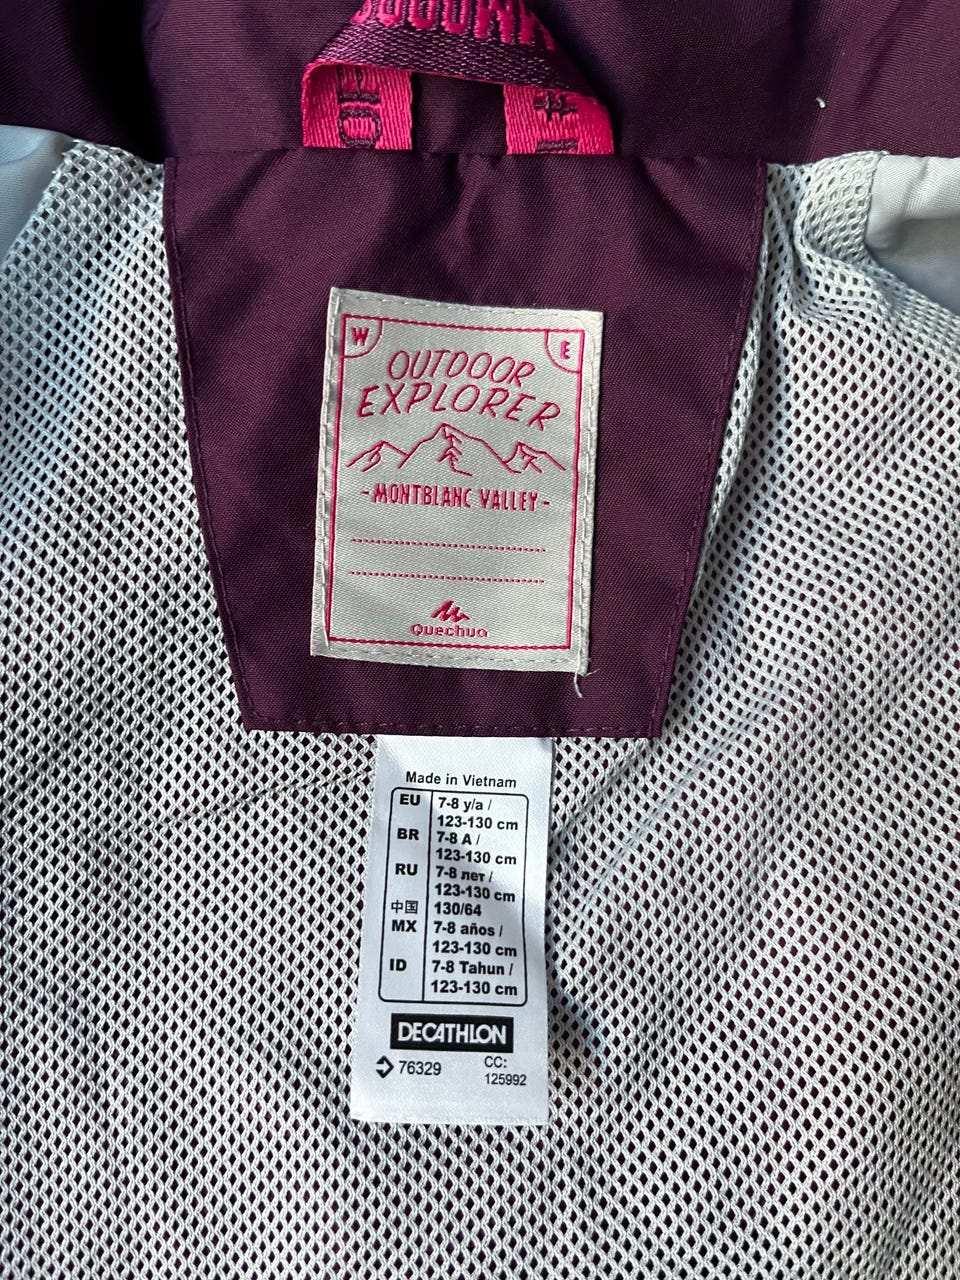 W
E
OUTDOOR
EXPLORER
-MONTBLANC VALLEY-
Quechua
Made in Vietnam
EU 7-8 y/a /
123-130 cm
BR 7-8 A /
123-130 cm
RU 7-8 лет /
123-130 cm
中国 130/64
MX 7-8 años /
123-130 cm
ID 7-8 Tahun /
123-130 cm
DECATHLON
76329 CC:
125992